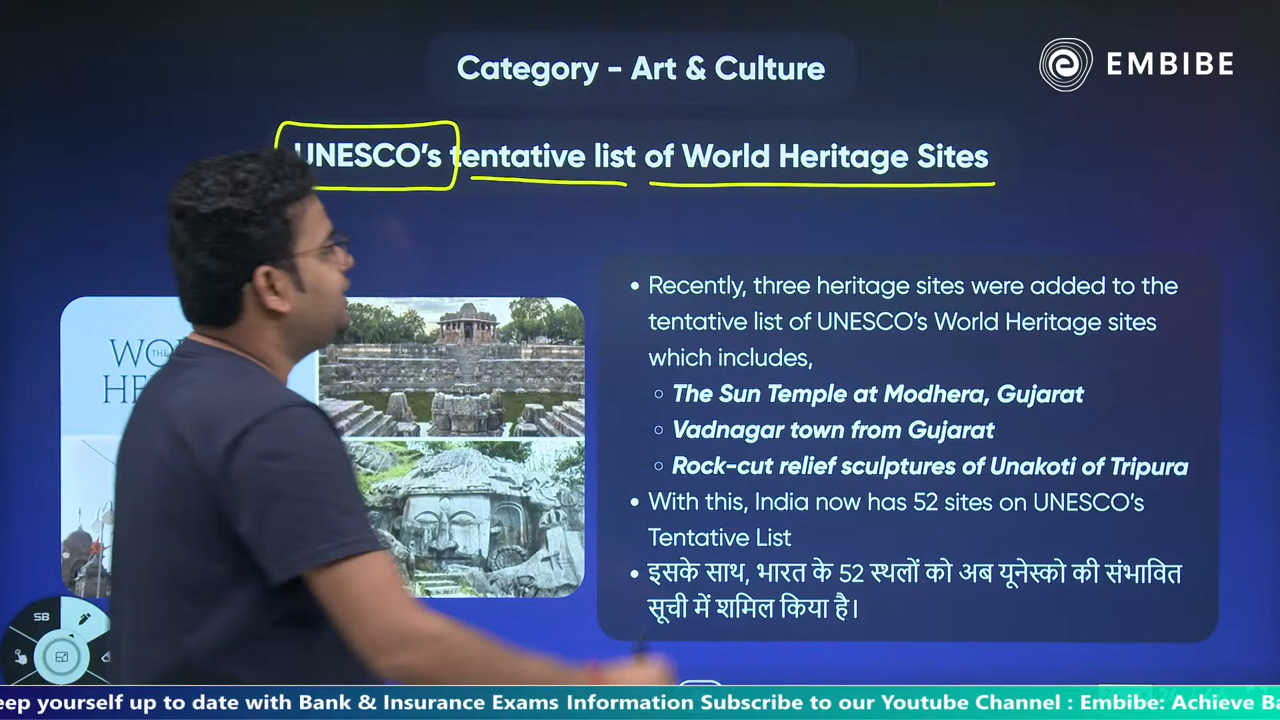 Category - Art & Culture
EMBIBE
UNESCO's tentative list of World Heritage Sites
THE
• Recently, three heritage sites were added to the
tentative list of UNESCO's World Heritage sites
which includes,
◦ The Sun Temple at Modhera, Gujarat
◦ Vadnagar town from Gujarat
◦ Rock-cut relief sculptures of Unakoti of Tripura
• With this, India now has 52 sites on UNESCO's
Tentative List
• इसके साथ, भारत के 52 स्थलों को अब यूनेस्को की संभावित
सूची में शामिल किया है।
SB
eep yourself up to date with Bank & Insurance Exams Information Subscribe to our Youtube Channel : Embibe: Achieve Ba